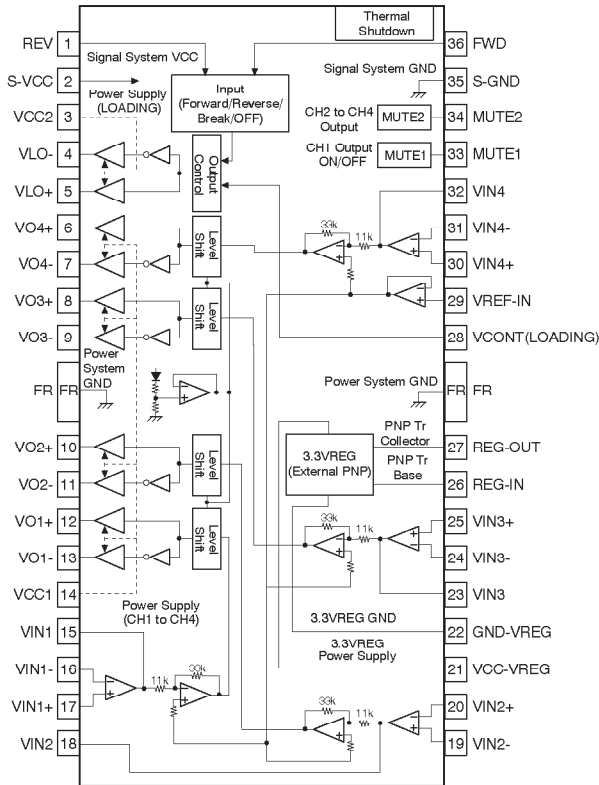 Thermal
Shutdown
REV 1
36 FWD
Signal System VCC
Signal System GND
S-VCC 2
35 S-GND
Input
(Forward/Reverse/
Break/OFF)
Power Supply
(LOADING)
VCC2 3
CH2 to CH4
Output
MUTE2
34 MUTE2
VLO- 4
Output
Control
CH1 Output
ON/OFF
MUTE1
33 MUTE1
VLO+ 5
32 VIN4
VO4+ 6
Level
Shift
33k
11k
31 VIN4-
VO4- 7
30 VIN4+
VO3+ 8
Level
Shift
29 VREF-IN
VO3- 9
28 VCONT(LOADING)
Power
System
GND
Power System GND
FR FR
FR FR
PNP Tr
Collector
VO2+ 10
Level
Shift
3.3VREG
(External PNP)
27 REG-OUT
PNP Tr
Base
VO2- 11
26 REG-IN
VO1+ 12
Level
Shift
33k
11k
25 VIN3+
VO1- 13
24 VIN3-
VCC1 14
23 VIN3
Power Supply
(CH1 to CH4)
3.3VREG GND
VIN1 15
22 GND-VREG
3.3VREG
Power Supply
VIN1- 16
11k
33k
21 VCC-VREG
VIN1+ 17
33k
11k
20 VIN2+
VIN2 18
19 VIN2-